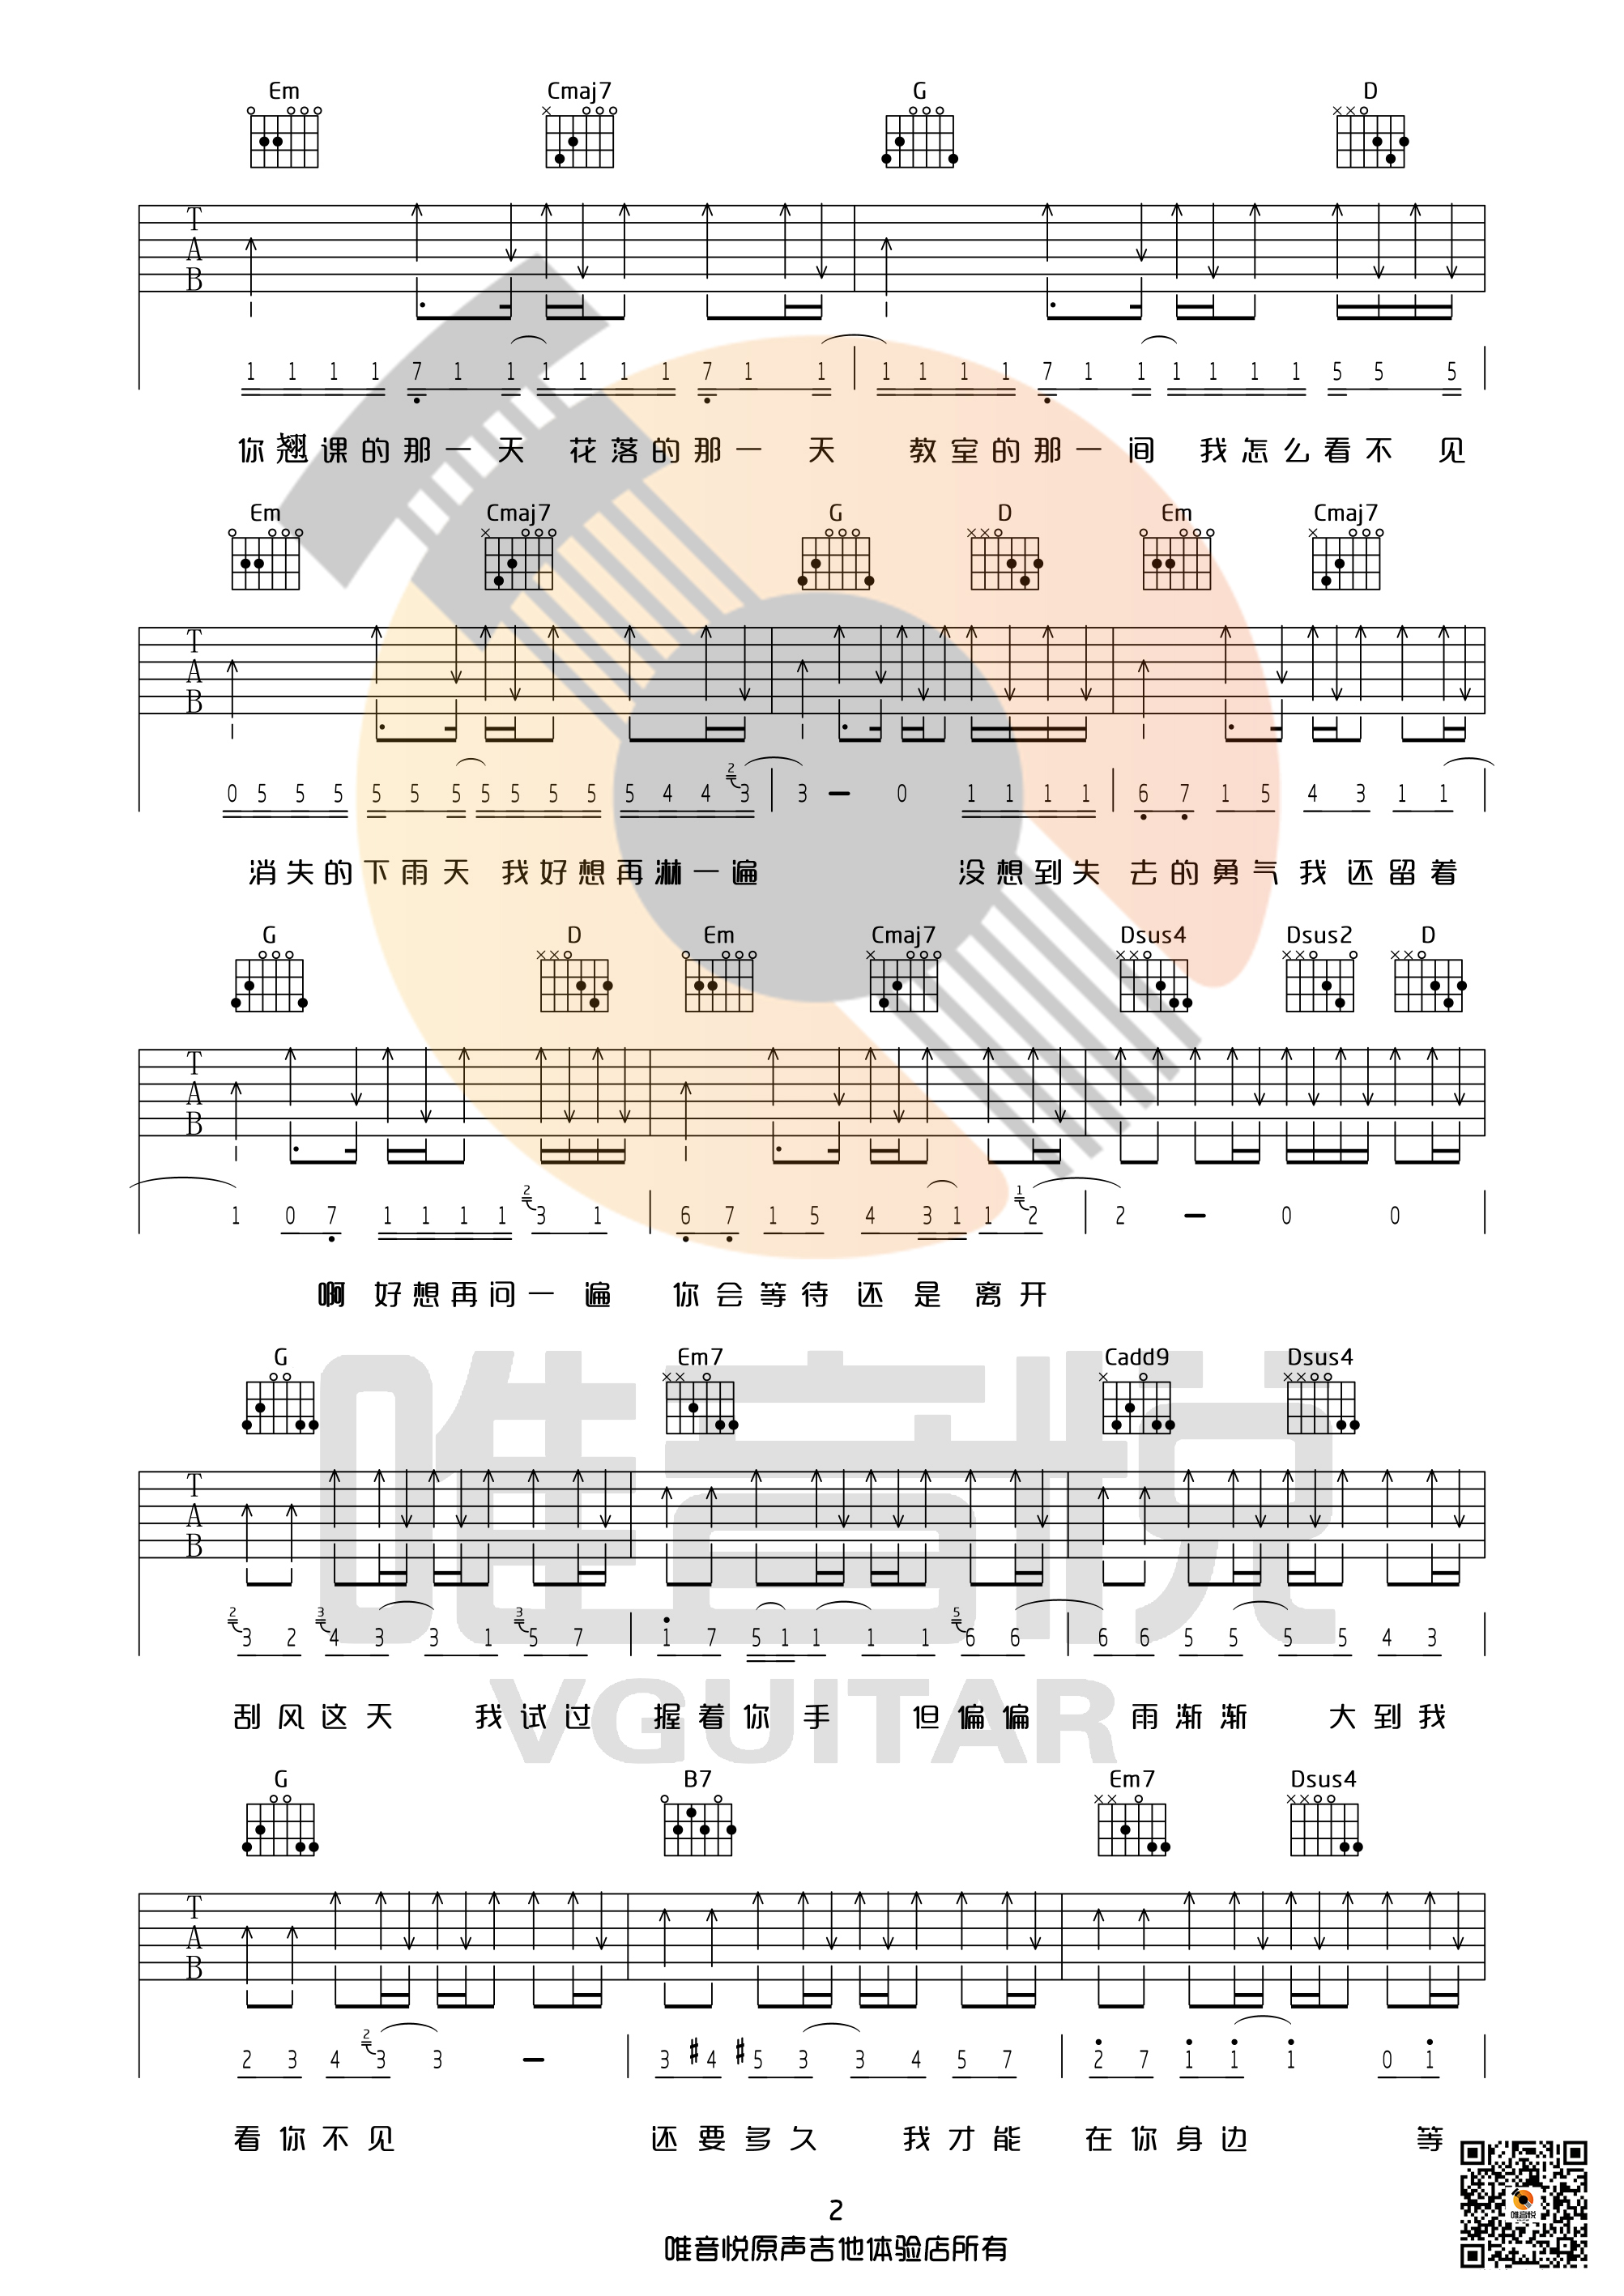 Em Cmaj7 G D
T
A
B
1 1 1 1 7 1 1 1 1 1 1 7 1 1 1 1 1 1 7 1 1 1 1 1 1 5 5 5
你翘课的那一天 花落的那一天 教室的那一间 我怎么看不见
Em Cmaj7 G D Em Cmaj7
T
A
B
0 5 5 5 5 5 5 5 5 5 5 5 4 4 2 3 3 - 0 1 1 1 1 6 7 1 5 4 3 1 1
消失的下雨天 我好想再淋一遍 没想到失去的勇气我还留着
G D Em Cmaj7 Dsus4 Dsus2 D
T
A
B
1 0 7 1 1 1 1 2 3 1 6 7 1 5 4 3 1 1 1 2 2 - 0 0
啊 好想再问一遍 你会等待还是离开
G Em7 Cadd9 Dsus4
T
A
B
2 3 2 3 4 3 3 1 3 5 7 1 7 5 1 1 1 1 5 6 6 6 6 5 5 5 5 4 3
刮风这天 我试过 握着你手 但偏偏 雨渐渐 大到我
唯音悦
VGUITAR
G B7 Em7 Dsus4
T
A
B
2 3 4 2 3 3 - 3 #4 #5 3 3 4 5 7 2 7 1 1 1 0 1
看你不见 还要多久 我才能 在你身边 等
唯音悦
2
唯音悦原声吉他体验店所有